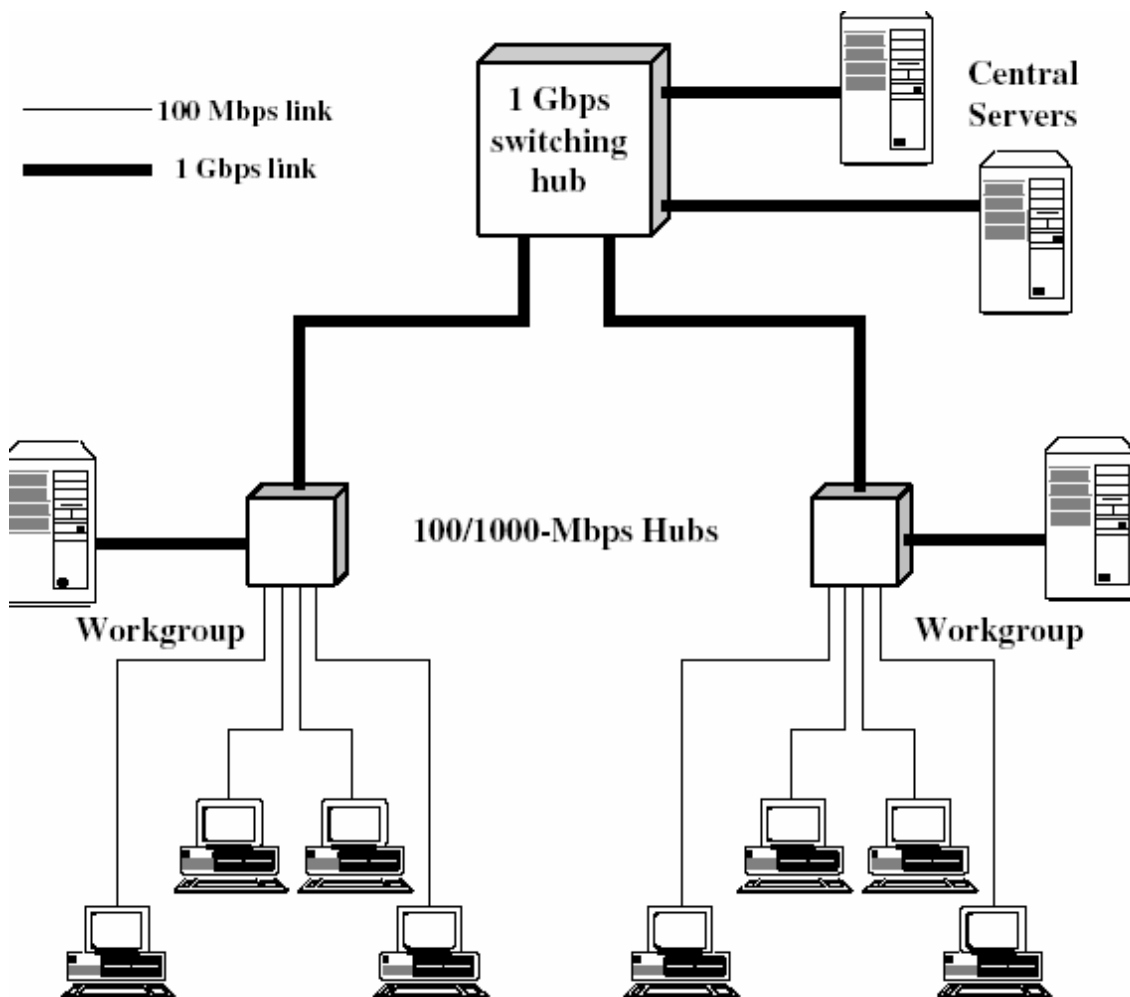 100 Mbps link
1 Gbps link
1 Gbps
switching
hub
Central
Servers
100/1000-Mbps Hubs
Workgroup
Workgroup